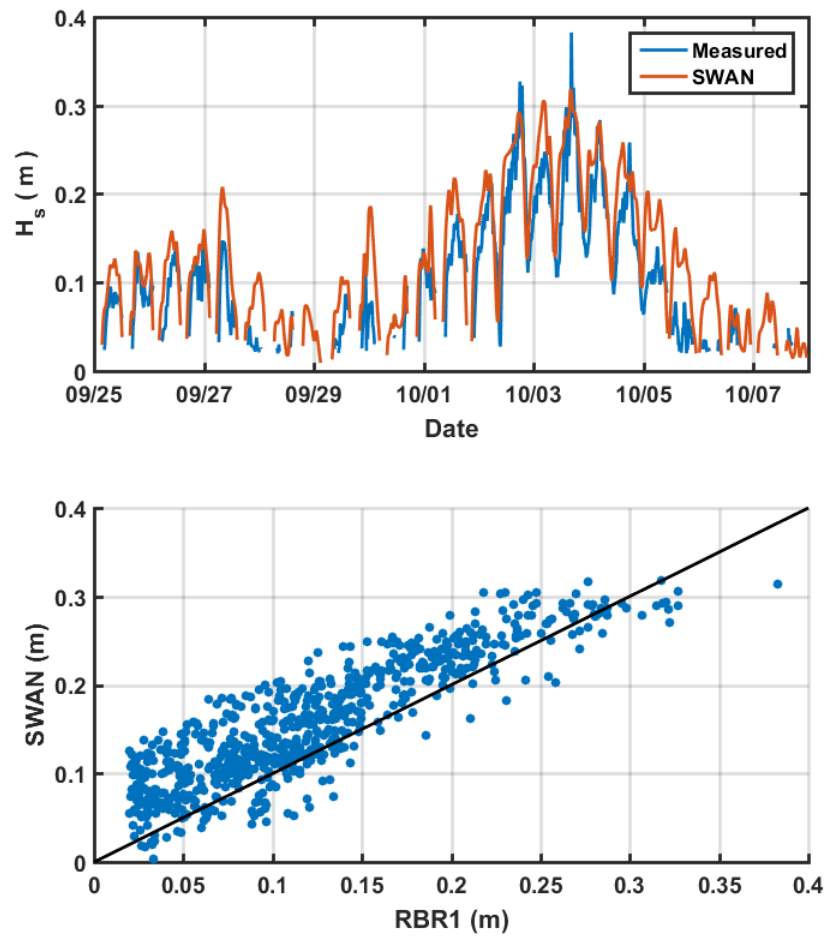 0.4
0.3
0.2
0.1
0
H_s ( m )
Measured
SWAN
09/25 09/27 09/29 10/01 10/03 10/05 10/07
Date
0.4
0.3
0.2
0.1
0
SWAN (m)
0 0.05 0.1 0.15 0.2 0.25 0.3 0.35 0.4
RBR1 (m)